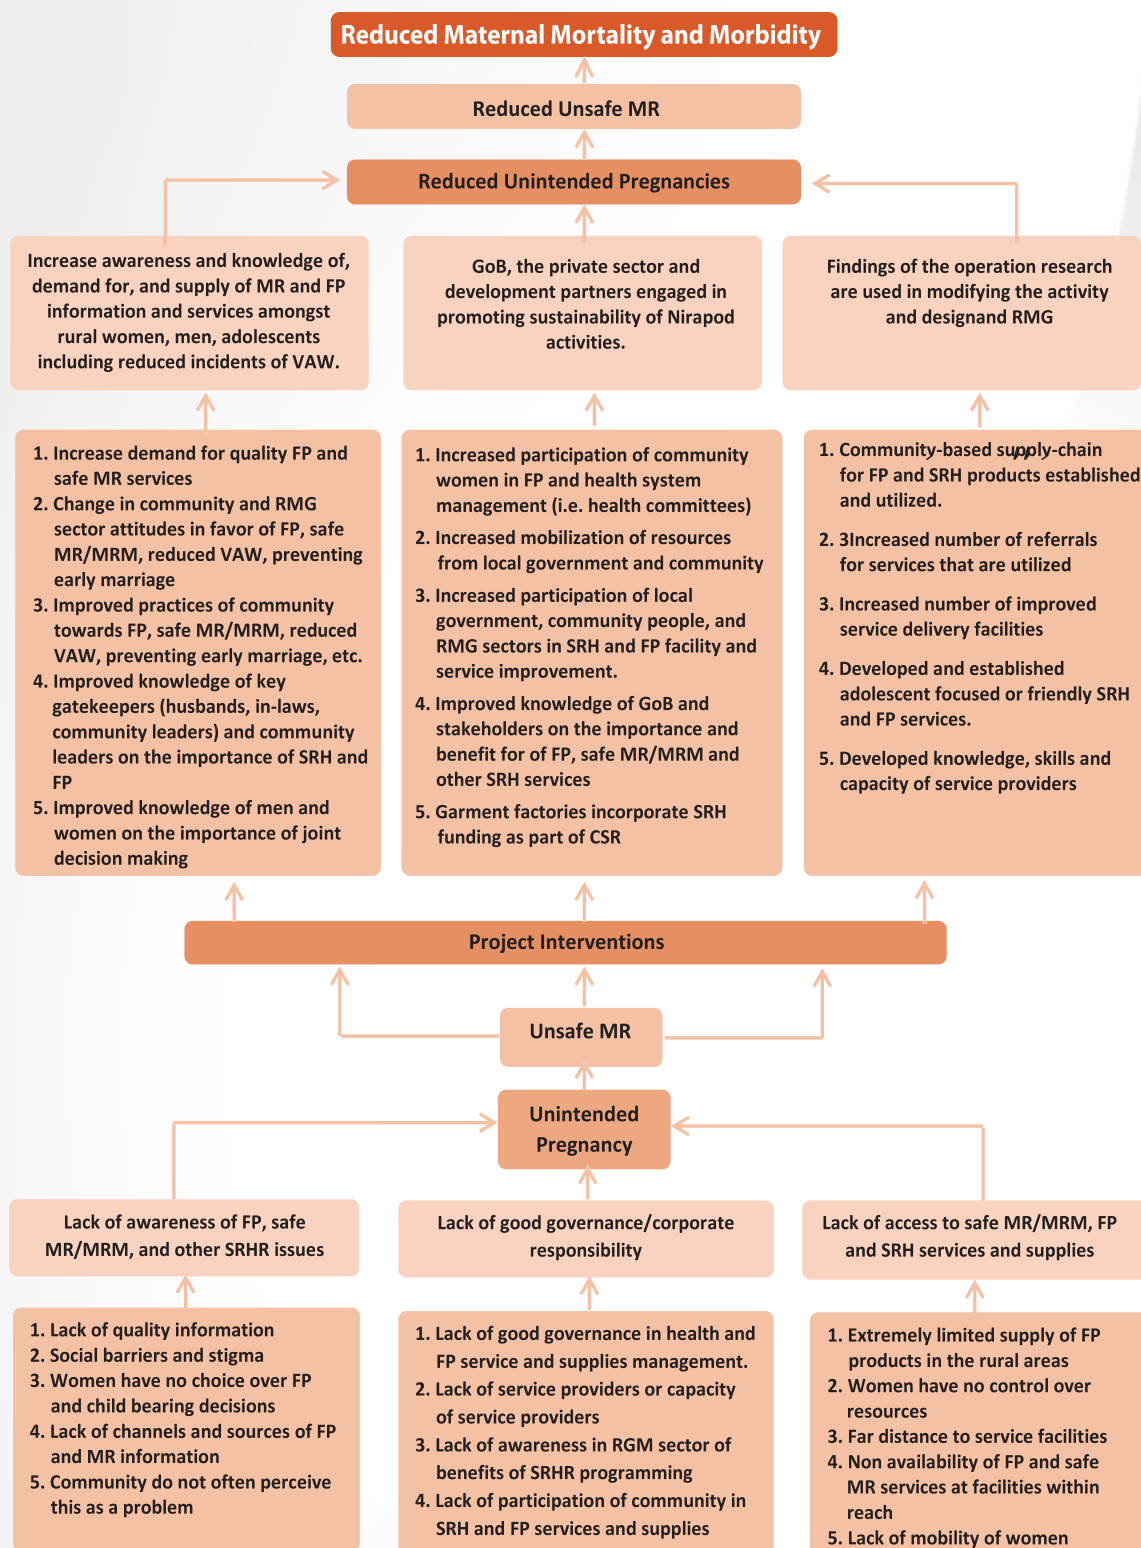 Reduced Maternal Mortality and Morbidity
Reduced Unsafe MR
Reduced Unintended Pregnancies
Increase awareness and knowledge of,
demand for, and supply of MR and FP
information and services amongst
rural women, men, adolescents
including reduced incidents of VAW.
GoB, the private sector and
development partners engaged in
promoting sustainability of Nirapod
activities.
Findings of the operation research
are used in modifying the activity
and designand RMG
1. Increase demand for quality FP and
safe MR services
2. Change in community and RMG
sector attitudes in favor of FP, safe
MR/MRM, reduced VAW, preventing
early marriage
3. Improved practices of community
towards FP, safe MR/MRM, reduced
VAW, preventing early marriage, etc.
4. Improved knowledge of key
gatekeepers (husbands, in-laws,
community leaders) and community
leaders on the importance of SRH and
FP
5. Improved knowledge of men and
women on the importance of joint
decision making
1. Increased participation of community
women in FP and health system
management (i.e. health committees)
2. Increased mobilization of resources
from local government and community
3. Increased participation of local
government, community people, and
RMG sectors in SRH and FP facility and
service improvement.
4. Improved knowledge of GoB and
stakeholders on the importance and
benefit for of FP, safe MR/MRM and
other SRH services
5. Garment factories incorporate SRH
funding as part of CSR
1. Community-based supply-chain
for FP and SRH products established
and utilized.
2. 3Increased number of referrals
for services that are utilized
3. Increased number of improved
service delivery facilities
4. Developed and established
adolescent focused or friendly SRH
and FP services.
5. Developed knowledge, skills and
capacity of service providers
Project Interventions
Unsafe MR
Unintended
Pregnancy
Lack of awareness of FP, safe
MR/MRM, and other SRHR issues
Lack of good governance/corporate
responsibility
Lack of access to safe MR/MRM, FP
and SRH services and supplies
1. Lack of quality information
2. Social barriers and stigma
3. Women have no choice over FP
and child bearing decisions
4. Lack of channels and sources of FP
and MR information
5. Community do not often perceive
this as a problem
1. Lack of good governance in health and
FP service and supplies management.
2. Lack of service providers or capacity
of service providers
3. Lack of awareness in RGM sector of
benefits of SRHR programming
4. Lack of participation of community in
SRH and FP services and supplies
1. Extremely limited supply of FP
products in the rural areas
2. Women have no control over
resources
3. Far distance to service facilities
4. Non availability of FP and safe
MR services at facilities within
reach
5. Lack of mobility of women